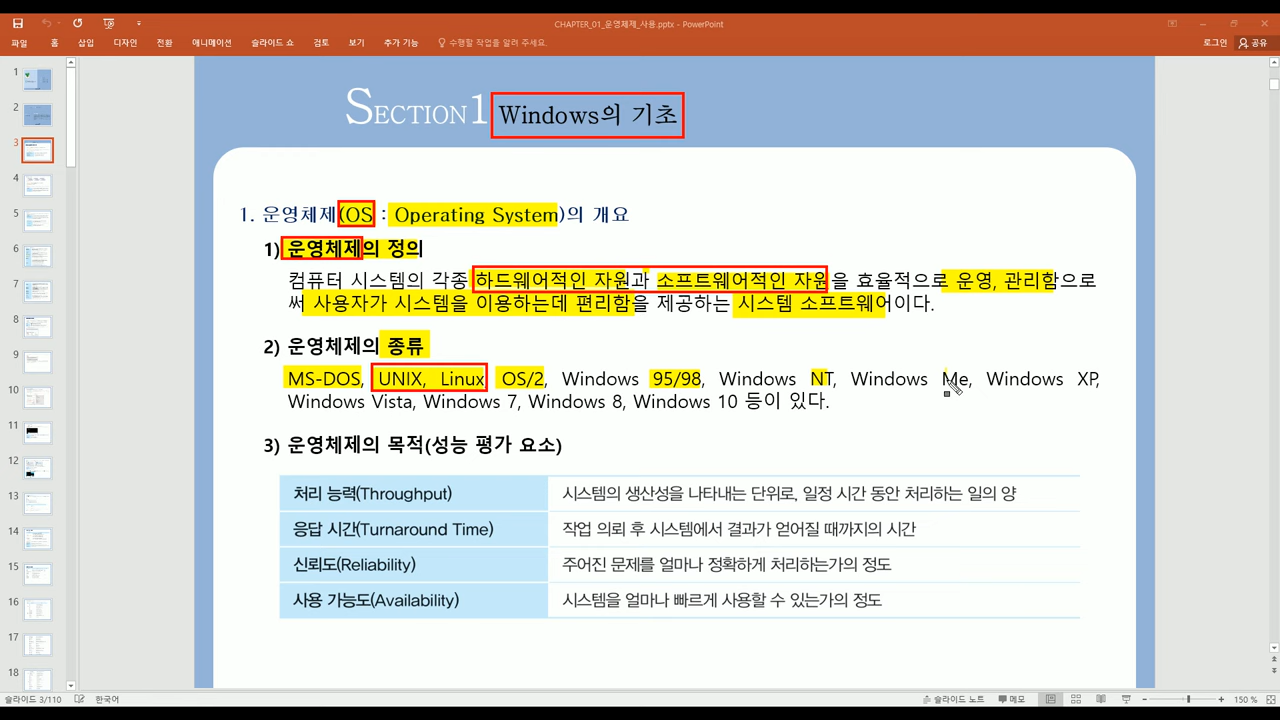 CHAPTER_01_운영체제_사용.pptx - PowerPoint
파일 홈 삽입 디자인 전환 애니메이션 슬라이드 쇼 검토 보기 추가 기능 수행할 작업을 알려 주세요. 로그인 공유
SECTION1 Windows의 기초
1. 운영체제(OS : Operating System)의 개요
1) 운영체제의 정의
컴퓨터 시스템의 각종 하드웨어적인 자원과 소프트웨어적인 자원을 효율적으로 운영, 관리함으로
써 사용자가 시스템을 이용하는데 편리함을 제공하는 시스템 소프트웨어이다.
2) 운영체제의 종류
MS-DOS, UNIX, Linux OS/2, Windows 95/98, Windows NT, Windows Me, Windows XP,
Windows Vista, Windows 7, Windows 8, Windows 10 등이 있다.
3) 운영체제의 목적(성능 평가 요소)
처리 능력(Throughput) 시스템의 생산성을 나타내는 단위로, 일정 시간 동안 처리하는 일의 양
응답 시간(Turnaround Time) 작업 의뢰 후 시스템에서 결과가 얻어질 때까지의 시간
신뢰도(Reliability) 주어진 문제를 얼마나 정확하게 처리하는가의 정도
사용 가능도(Availability) 시스템을 얼마나 빠르게 사용할 수 있는가의 정도
1
2
3
4
5
6
7
8
9
10
11
12
13
14
15
16
17
18
슬라이드 3/110 한국어 슬라이드 노트 메모 150 %